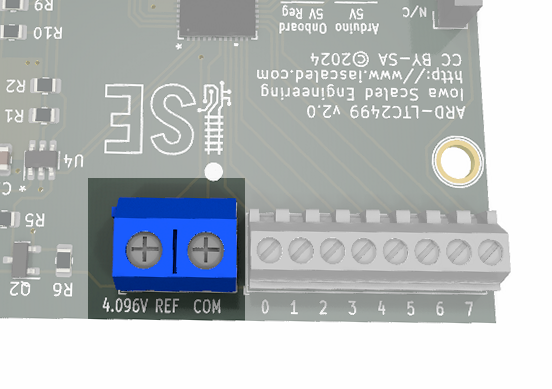 R9
R10
Arduino Onboard
5V
5V Reg
N/C
ARD-LTC2499 v2.0
Iowa Scaled Engineering
http://www.iascaled.com
CC BY-SA ©2024
ISE
R2
R1
U4
C
*
*
R5
Q2
R6
4.096V REF COM 0 1 2 3 4 5 6 7